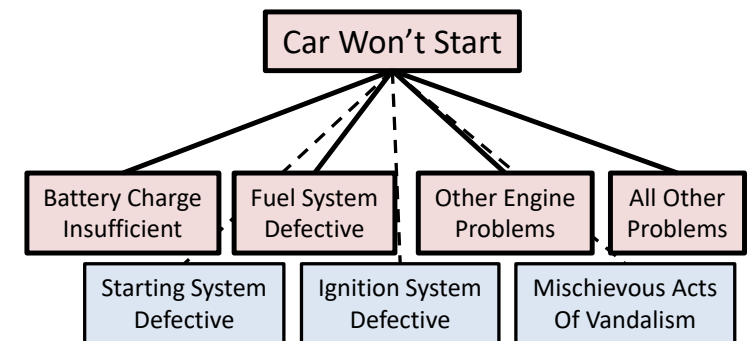 Car Won’t Start
Battery Charge
Insufficient
Fuel System
Defective
Other Engine
Problems
All Other
Problems
Starting System
Defective
Ignition System
Defective
Mischievous Acts
Of Vandalism